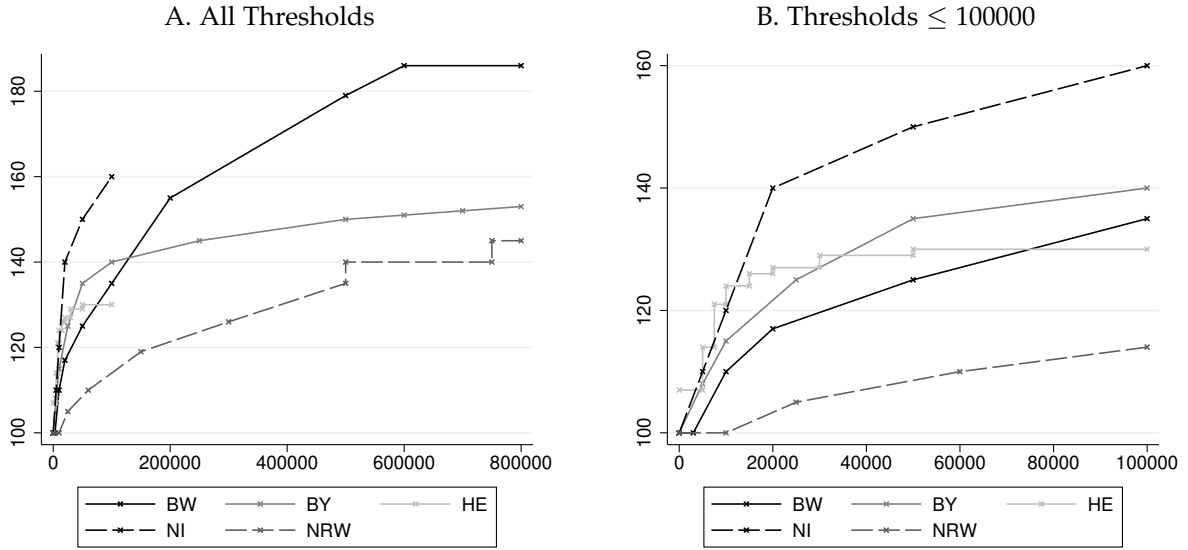 A. All Thresholds
180
160
140
120
100
0 200000 400000 600000 800000
BW BY HE
NI NRW
B. Thresholds ≤ 100000
160
140
120
100
0 20000 40000 60000 80000 100000
BW BY HE
NI NRW